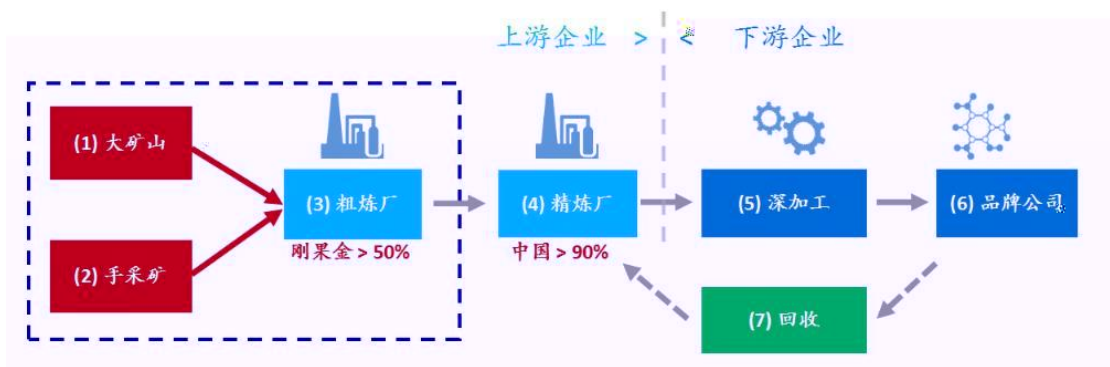 上游企业 >
< 下游企业
(1) 大矿山
(2) 手采矿
(3) 粗炼厂
刚果金 > 50%
(4) 精炼厂
中国 > 90%
(5) 深加工
(6) 品牌公司
(7) 回收